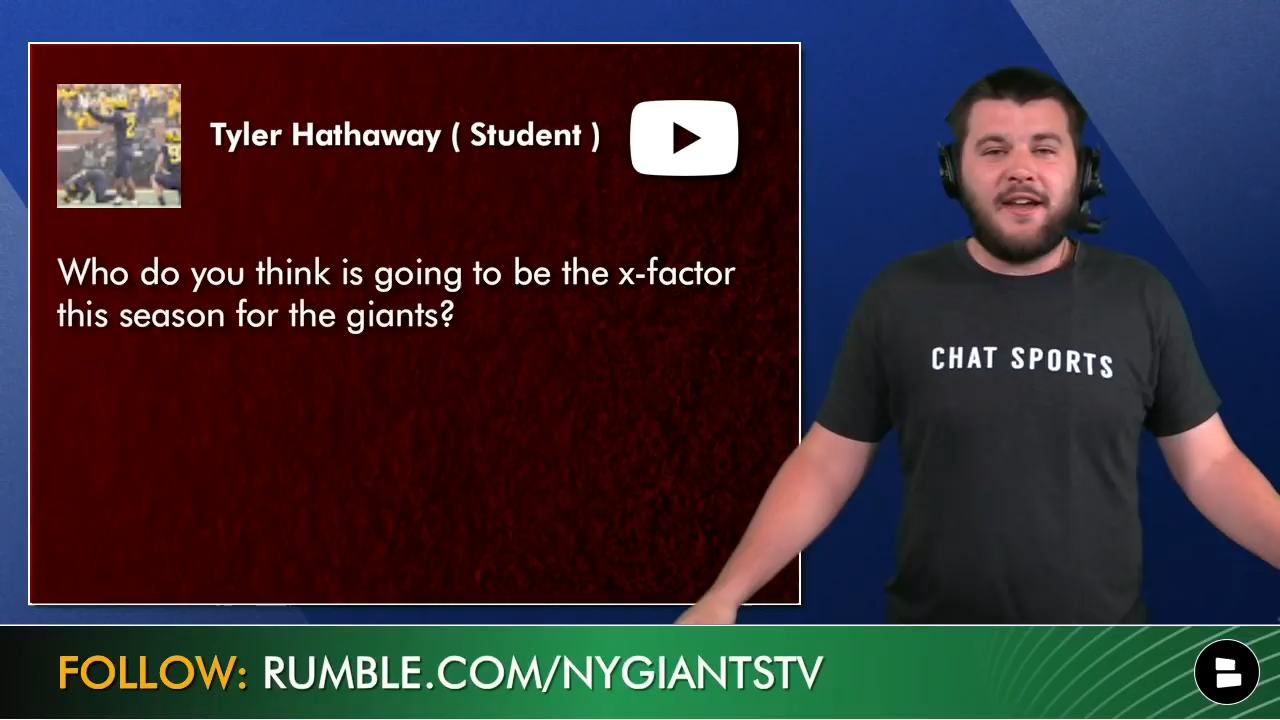 Tyler Hathaway ( Student )
Who do you think is going to be the x-factor
this season for the giants?
CHAT SPORTS
FOLLOW: RUMBLE.COM/NYGIANTSTV